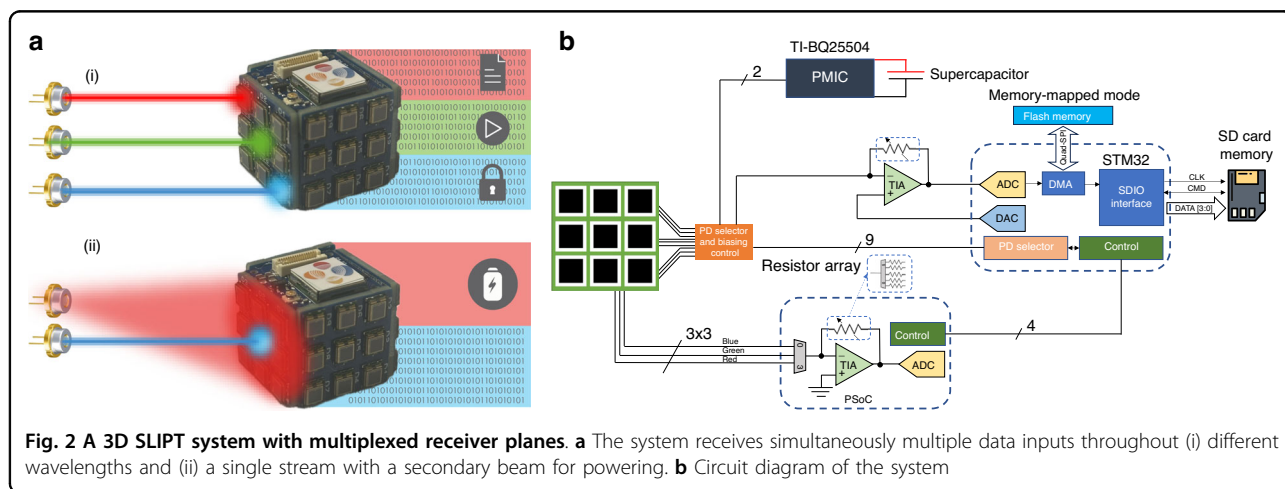 a
(i)
(ii)
b
TI-BQ25504
2
PMIC
Supercapacitor
Memory-mapped mode
Flash memory
Quad-SPI
SD card
memory
STM32
TIA
ADC
DMA
SDIO
interface
CLK
CMD
DATA [3:0]
DAC
PD selector
and biasing
control
9
PD selector
Control
Resistor array
3x3
Blue
Green
Red
0
3
TIA
Control
ADC
4
PSoC
Fig. 2 A 3D SLIPT system with multiplexed receiver planes. a The system receives simultaneously multiple data inputs throughout (i) different
wavelengths and (ii) a single stream with a secondary beam for powering. b Circuit diagram of the system